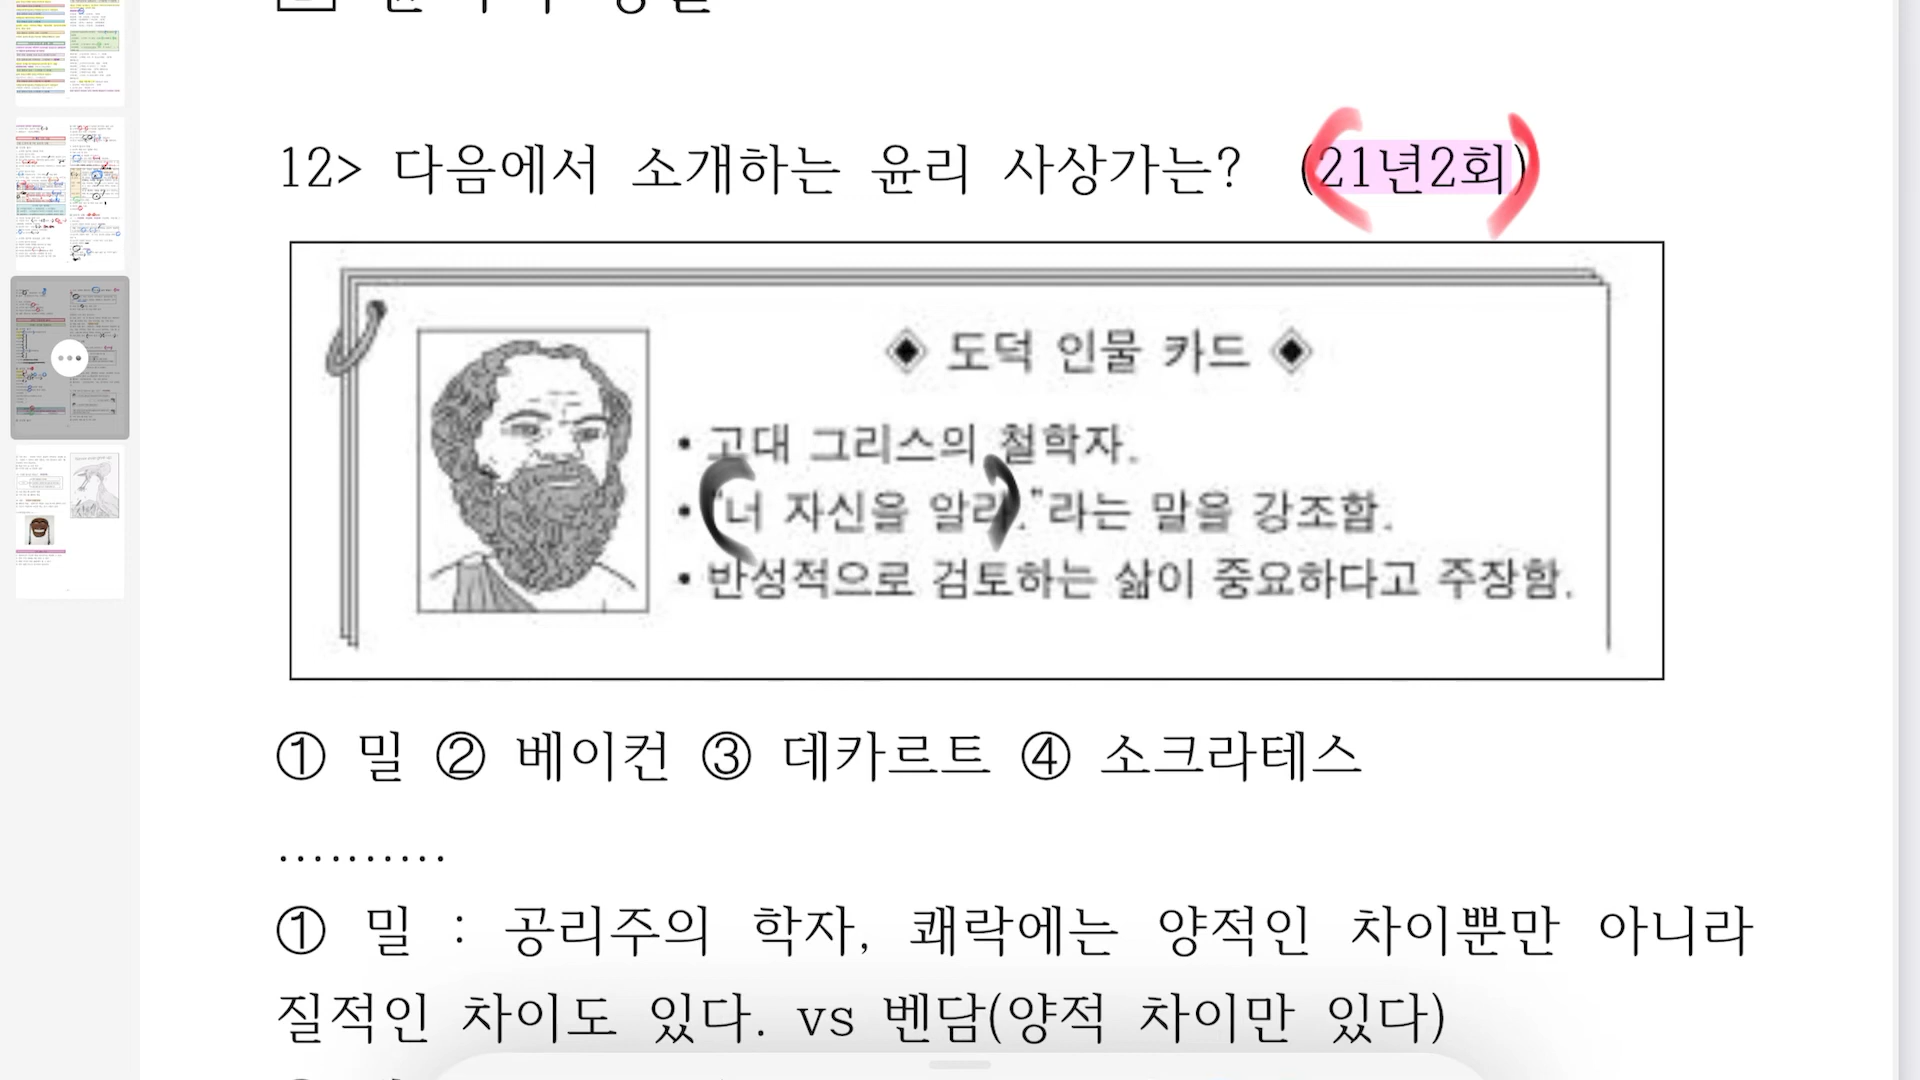 12> 다음에서 소개하는 윤리 사상가는? (21년2회)
◈ 도덕 인물 카드 ◈
• 고대 그리스의 철학자.
• "너 자신을 알라."라는 말을 강조함.
• 반성적으로 검토하는 삶이 중요하다고 주장함.
① 밀 ② 베이컨 ③ 데카르트 ④ 소크라테스
..........
① 밀 : 공리주의 학자, 쾌락에는 양적인 차이뿐만 아니라
질적인 차이도 있다. vs 벤담(양적 차이만 있다)